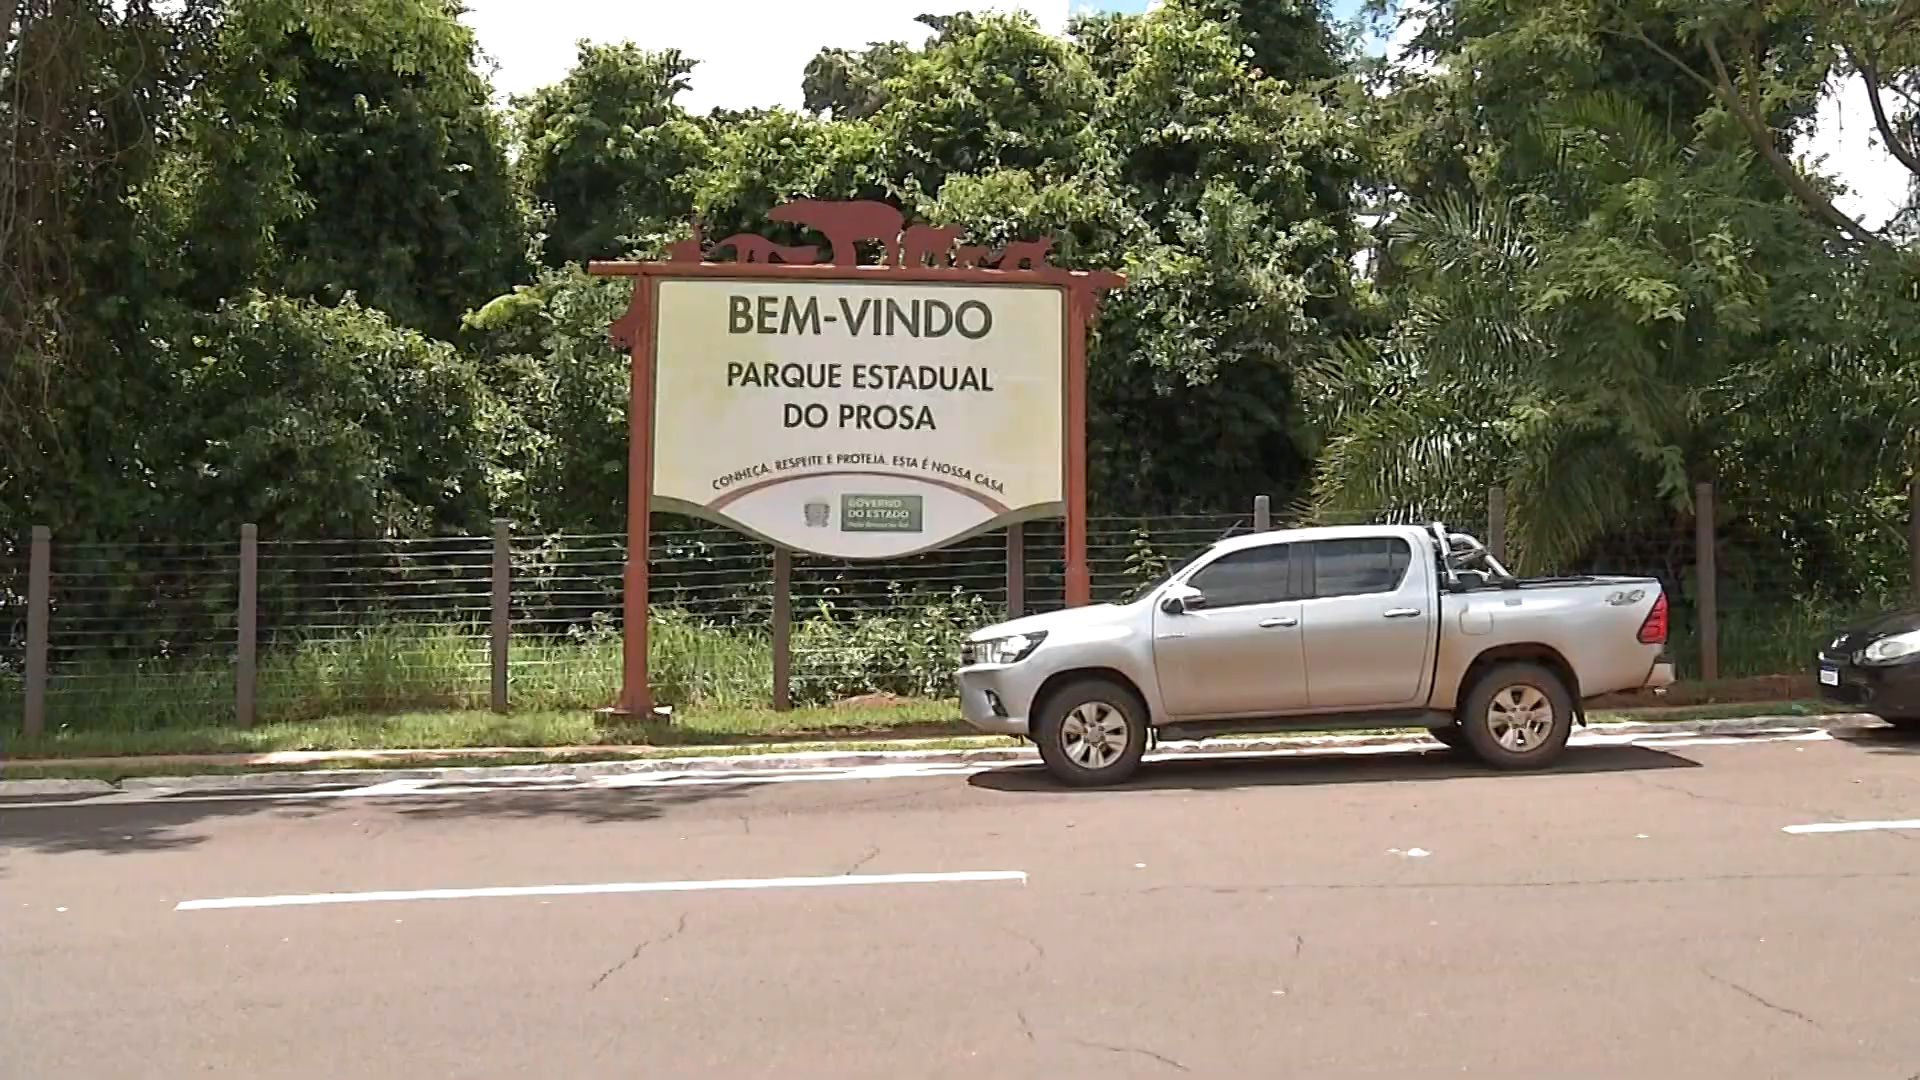 BEM-VINDO
PARQUE ESTADUAL
DO PROSA
CONHEÇA, RESPEITE E PROTEJA. ESTA É NOSSA CASA
GOVERNO
DO ESTADO
4x4